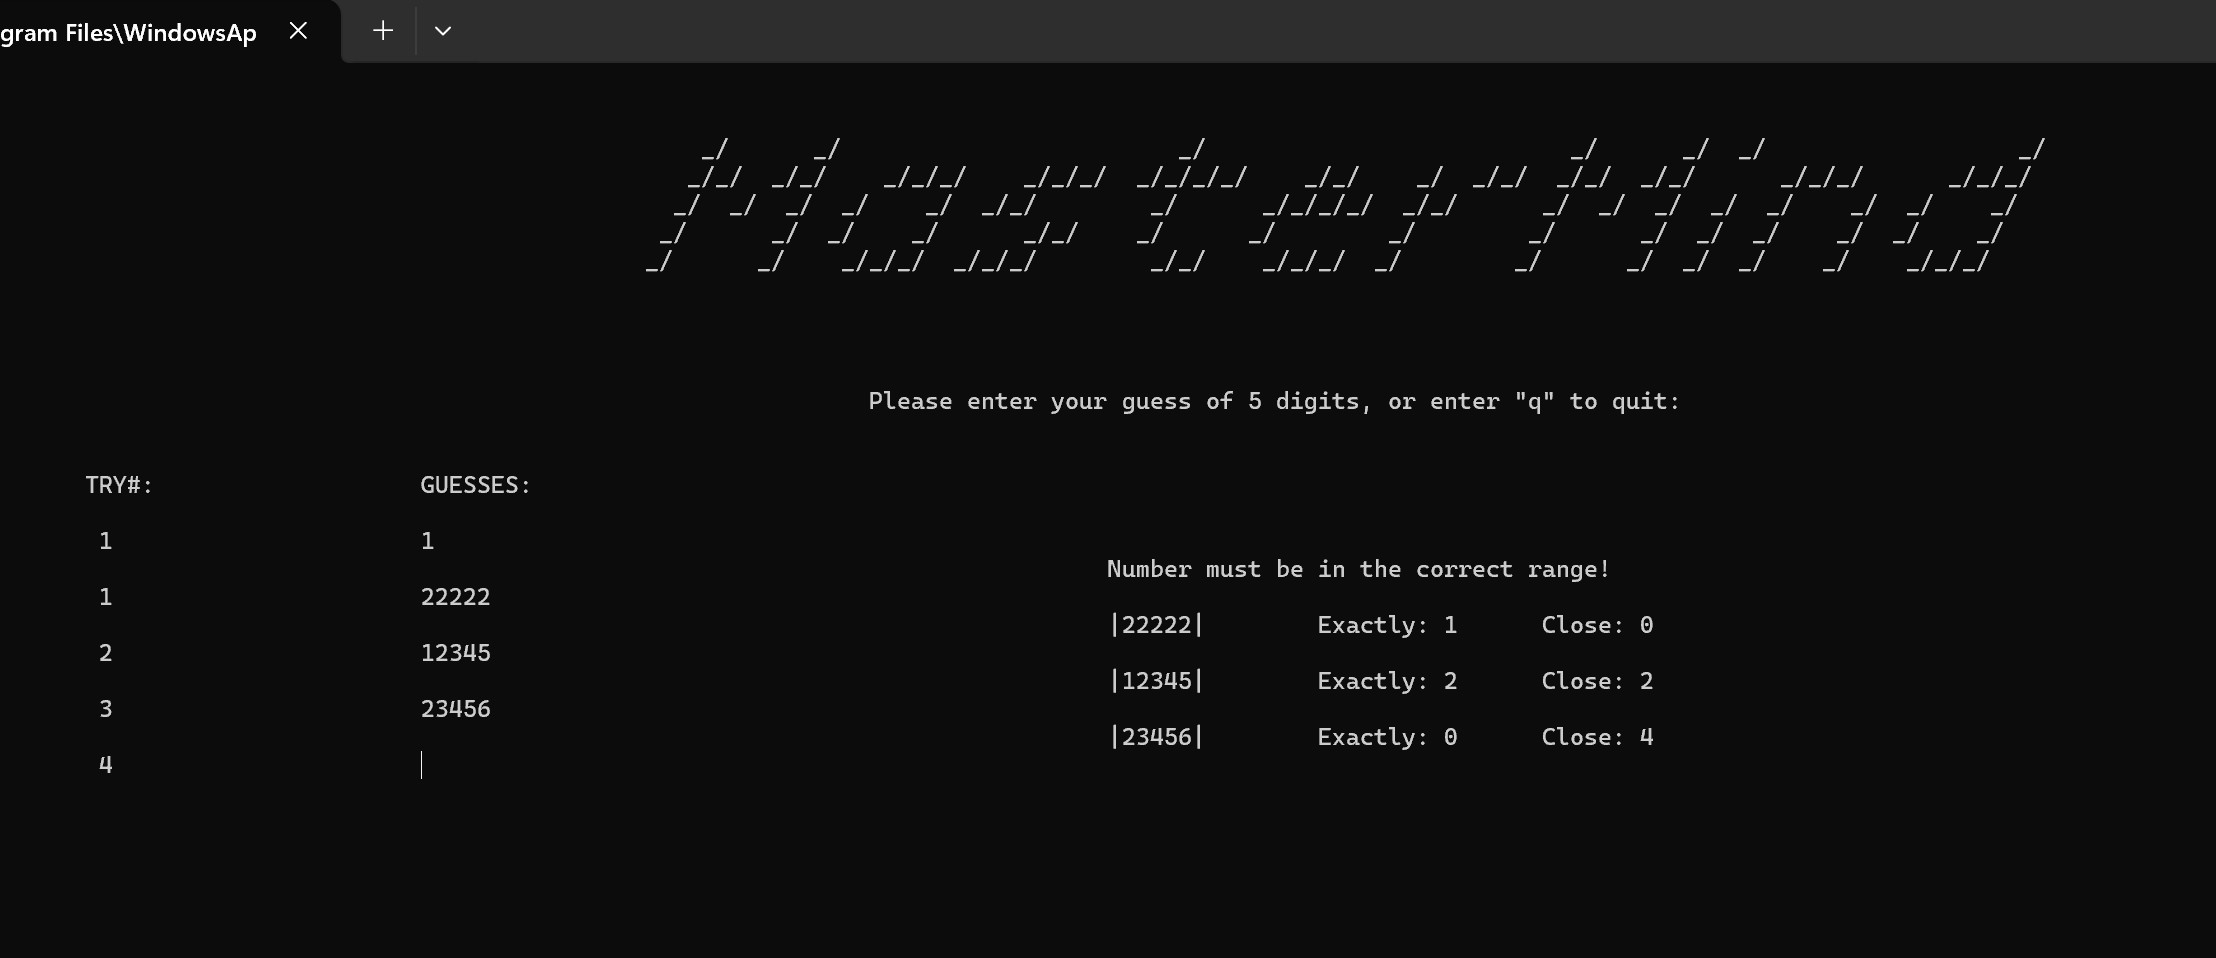 gram Files\WindowsAp
MasterMind
Please enter your guess of 5 digits, or enter "q" to quit:
TRY#: GUESSES:
1 1
Number must be in the correct range!
1 22222
|22222| Exactly: 1 Close: 0
2 12345
|12345| Exactly: 2 Close: 2
3 23456
|23456| Exactly: 0 Close: 4
4